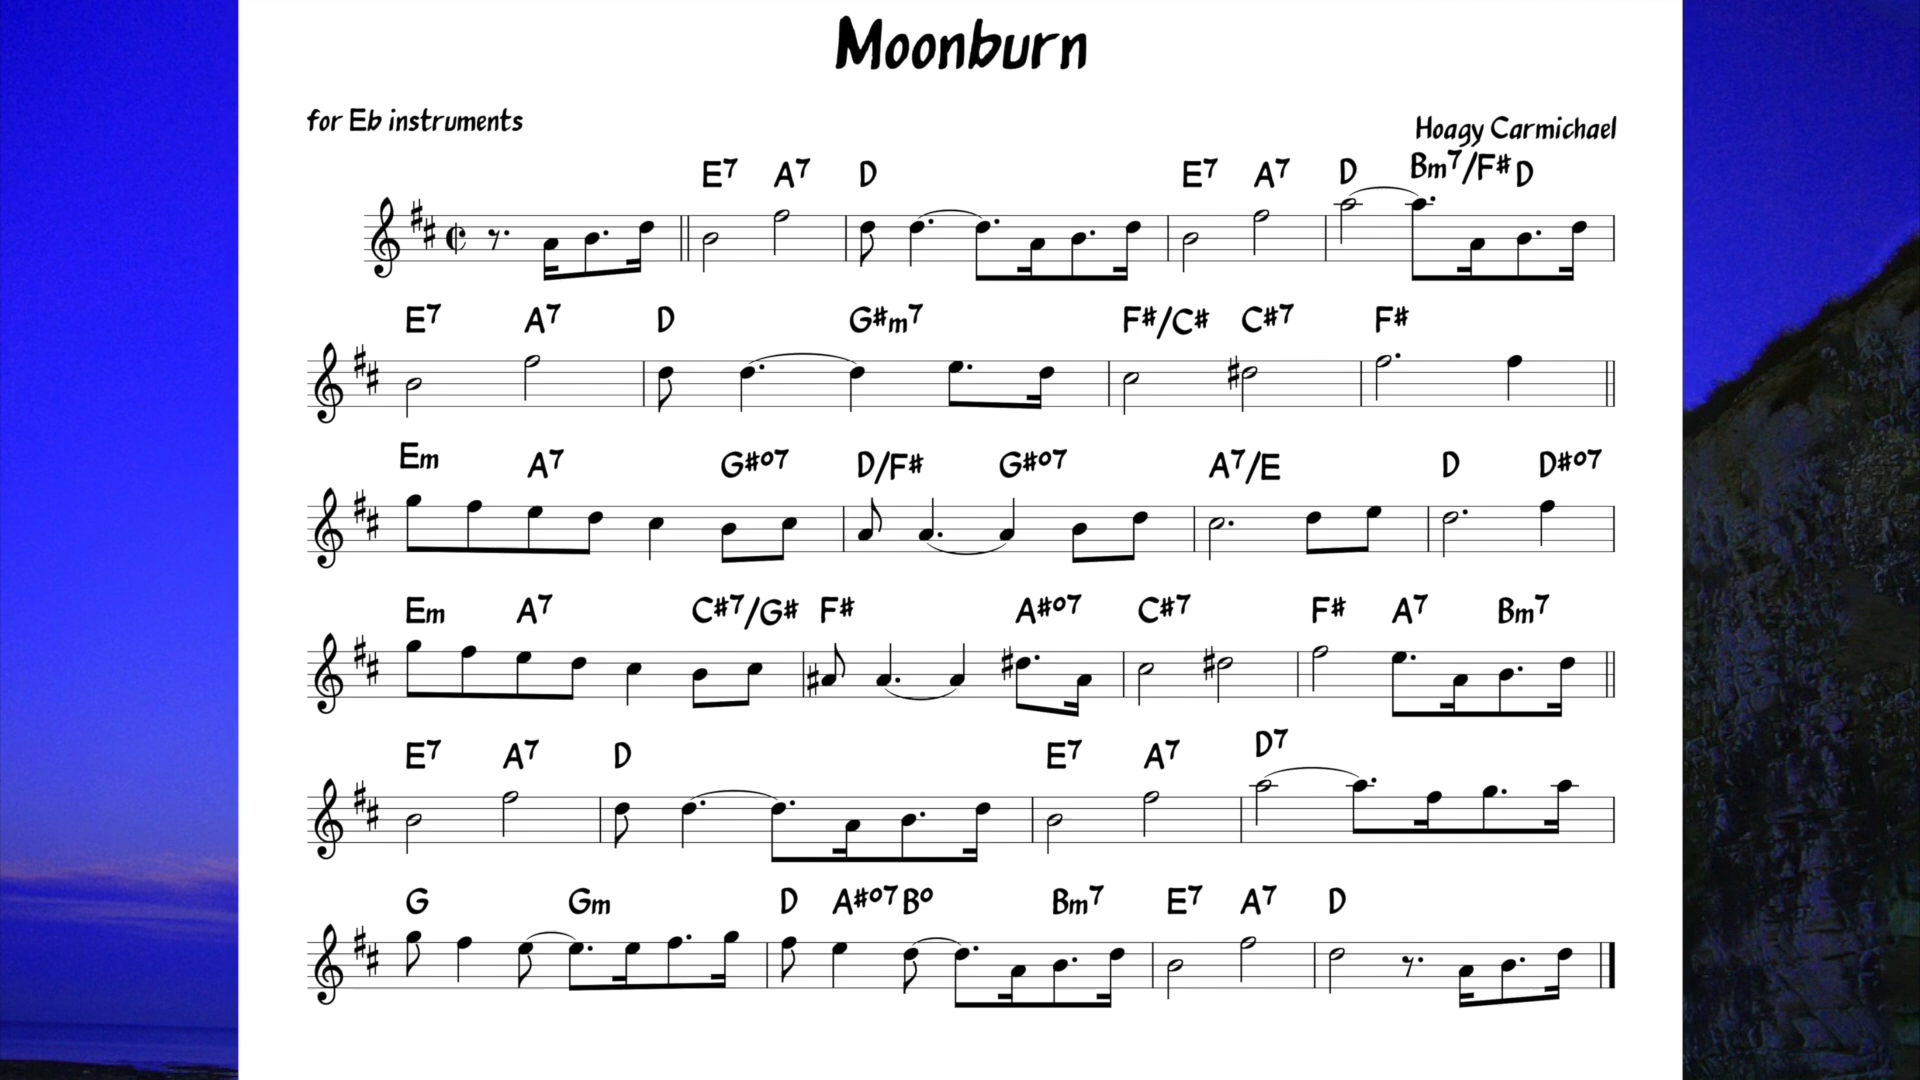 Moonburn
for Eb instruments
Hoagy Carmichael
E7 A7 D E7 A7 D Bm7/F# D
E7 A7 D G#m7 F#/C# C#7 F#
Em A7 G#o7 D/F# G#o7 A7/E D D#o7
Em A7 C#7/G# F# A#o7 C#7 F# A7 Bm7
E7 A7 D E7 A7 D7
G Gm D A#o7 Bo Bm7 E7 A7 D